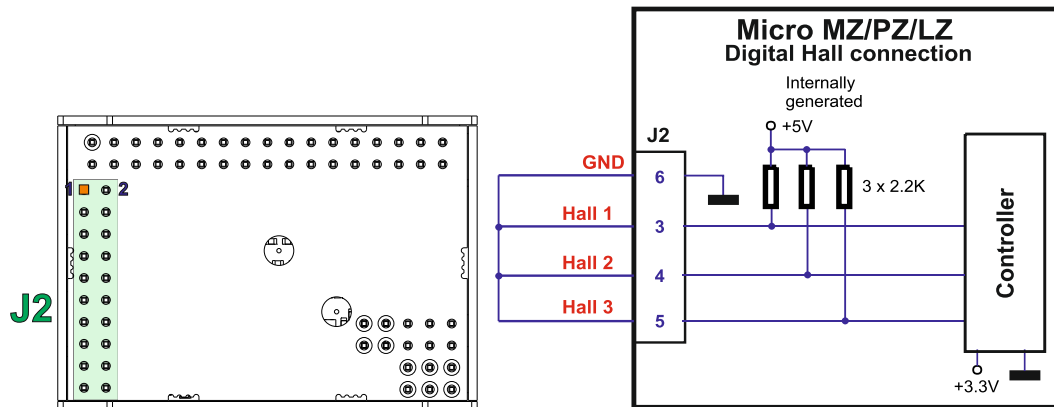 Micro MZ/PZ/LZ
Digital Hall connection
Internally
generated
+5V
J2
GND
6
3 x 2.2K
1
2
Hall 1
3
Hall 2
4
Controller
J2
Hall 3
5
+3.3V